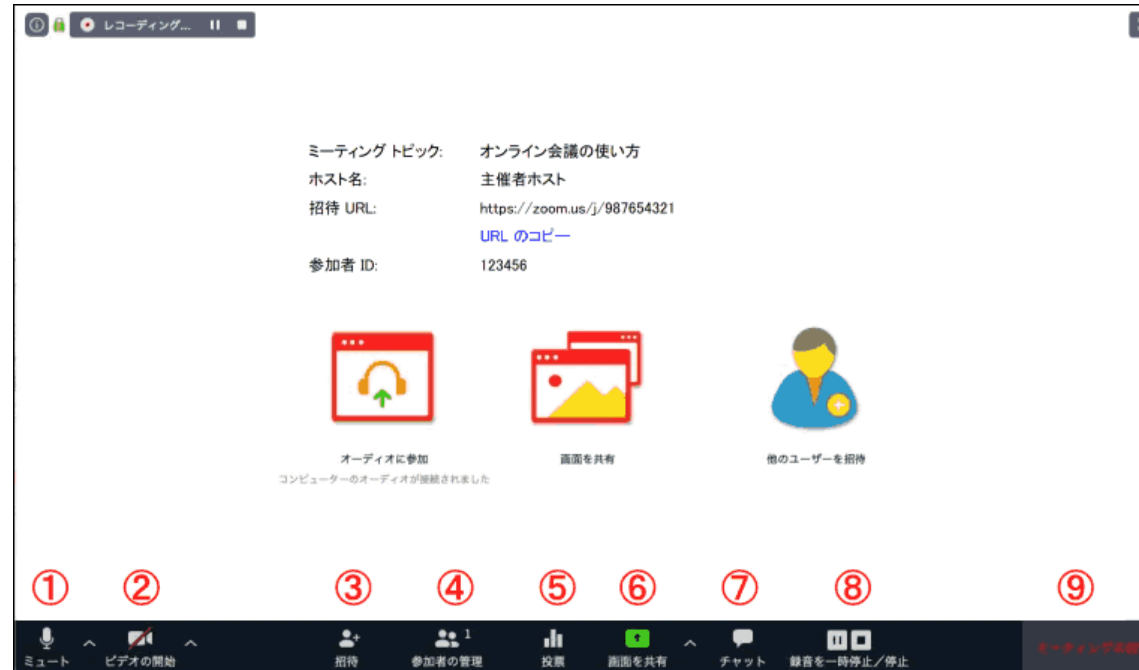 レコーディング...
ミーティング トピック: オンライン会議の使い方
ホスト名: 主催者ホスト
招待 URL: https://zoom.us/j/987654321
URL のコピー
参加者 ID: 123456
オーディオに参加 画面を共有 他のユーザーを招待
コンピューターのオーディオが接続されました
① ② ③ ④ ⑤ ⑥ ⑦ ⑧ ⑨
1
ミュート ビデオの開始 招待 参加者の管理 投票 画面を共有 チャット 録音を一時停止/停止